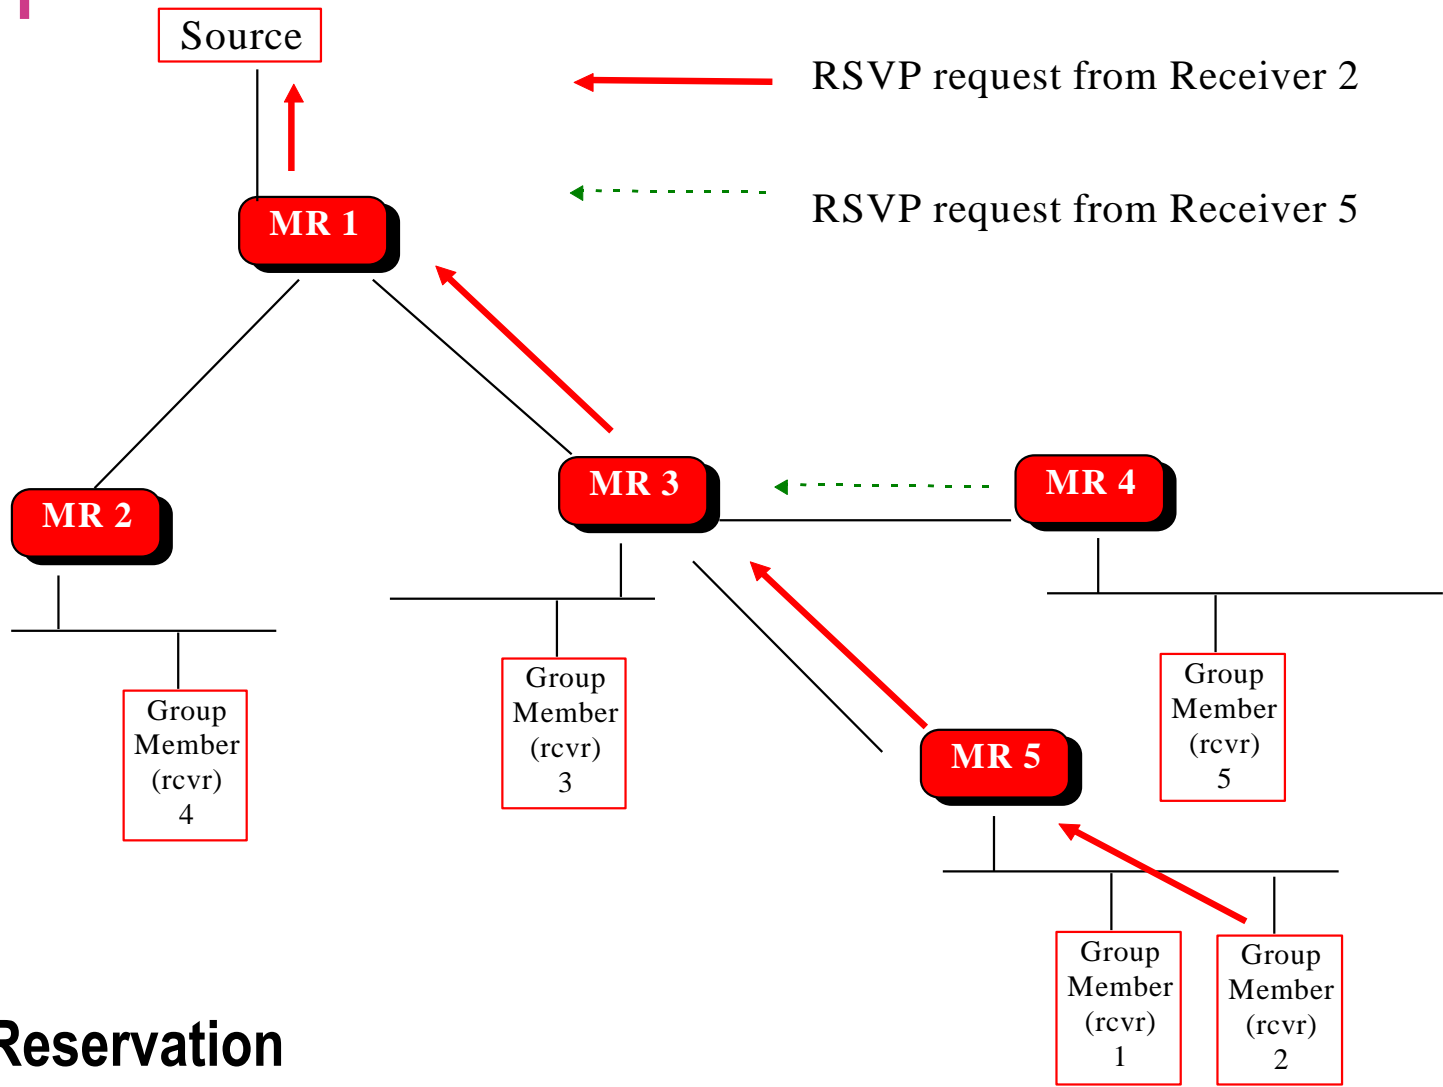 Source
RSVP request from Receiver 2
RSVP request from Receiver 5
MR 1
MR 2
MR 3
MR 4
Group
Member
(rcvr)
4
Group
Member
(rcvr)
3
Group
Member
(rcvr)
5
MR 5
Group
Member
(rcvr)
1
Group
Member
(rcvr)
2
Reservation